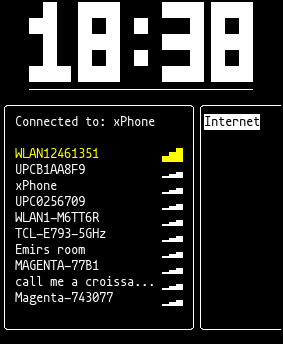 18:38
Connected to: xPhone
Internet
WLAN12461351
UPCB1AA8F9
xPhone
UPC0256709
WLAN1-M6TT6R
TCL-E793-5GHz
Emirs room
MAGENTA-77B1
call me a croissa...
Magenta-743077